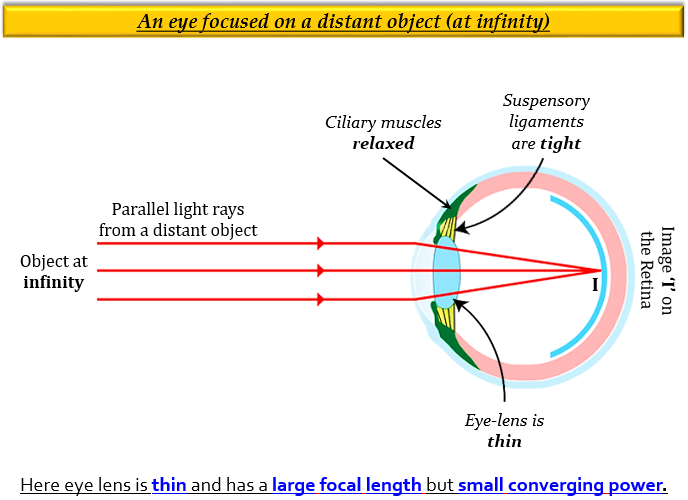 An eye focused on a distant object (at infinity)
Ciliary muscles
relaxed
Suspensory
ligaments
are tight
Parallel light rays
from a distant object
Object at
infinity
I
Image 'I' on
the Retina
Eye-lens is
thin
Here eye lens is thin and has a large focal length but small converging power.